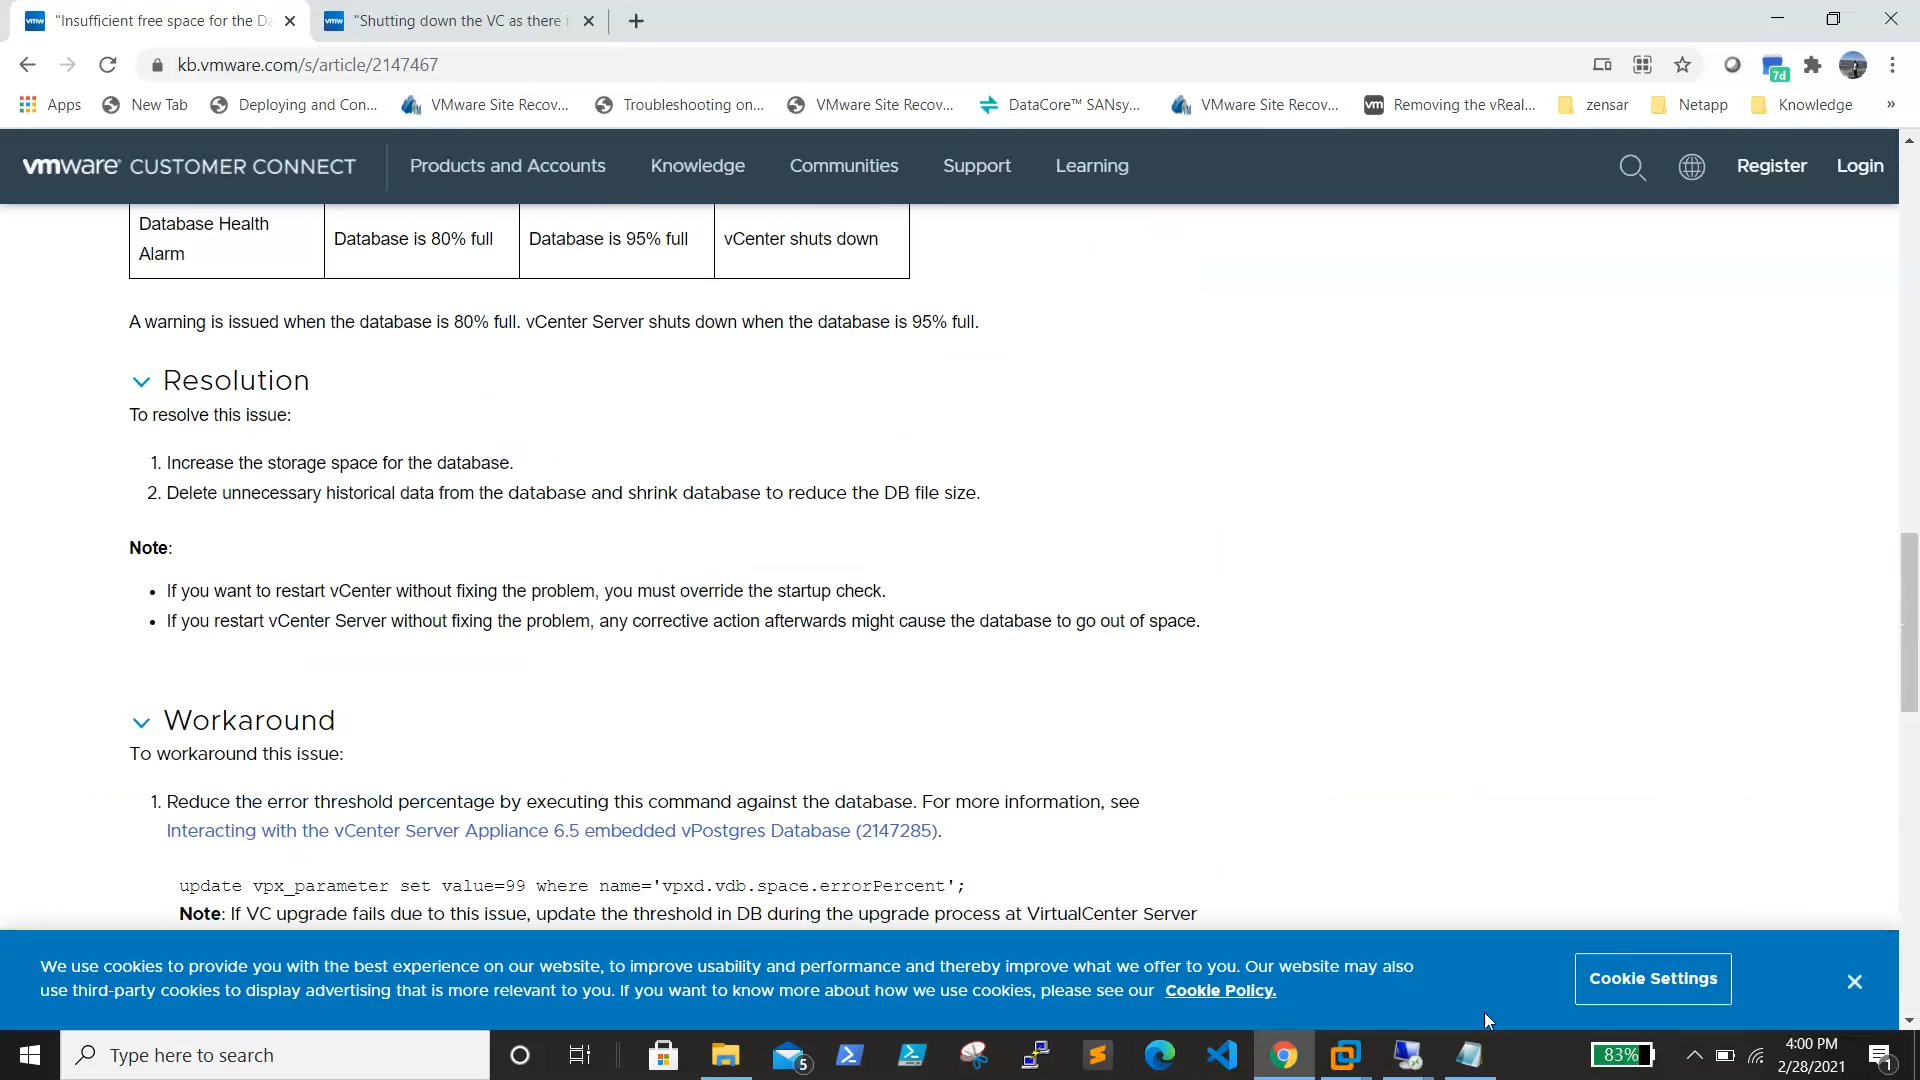 "Insufficient free space for the Da
"Shutting down the VC as there i
kb.vmware.com/s/article/2147467
7d
Apps
New Tab
Deploying and Con...
VMware Site Recov...
Troubleshooting on...
VMware Site Recov...
DataCore™ SANsy...
VMware Site Recov...
vm
Removing the vReal...
zensar
Netapp
Knowledge
»
vmware® CUSTOMER CONNECT
Products and Accounts
Knowledge
Communities
Support
Learning
Register
Login
Database Health
Alarm
Database is 80% full
Database is 95% full
vCenter shuts down
A warning is issued when the database is 80% full. vCenter Server shuts down when the database is 95% full.
Resolution
To resolve this issue:
1. Increase the storage space for the database.
2. Delete unnecessary historical data from the database and shrink database to reduce the DB file size.
Note:
• If you want to restart vCenter without fixing the problem, you must override the startup check.
• If you restart vCenter Server without fixing the problem, any corrective action afterwards might cause the database to go out of space.
Workaround
To workaround this issue:
1. Reduce the error threshold percentage by executing this command against the database. For more information, see
Interacting with the vCenter Server Appliance 6.5 embedded vPostgres Database (2147285).
update vpx_parameter set value=99 where name='vpxd.vdb.space.errorPercent';
Note: If VC upgrade fails due to this issue, update the threshold in DB during the upgrade process at VirtualCenter Server
We use cookies to provide you with the best experience on our website, to improve usability and performance and thereby improve what we offer to you. Our website may also
use third-party cookies to display advertising that is more relevant to you. If you want to know more about how we use cookies, please see our Cookie Policy.
Cookie Settings
Type here to search
5
83%
4:00 PM
2/28/2021
1